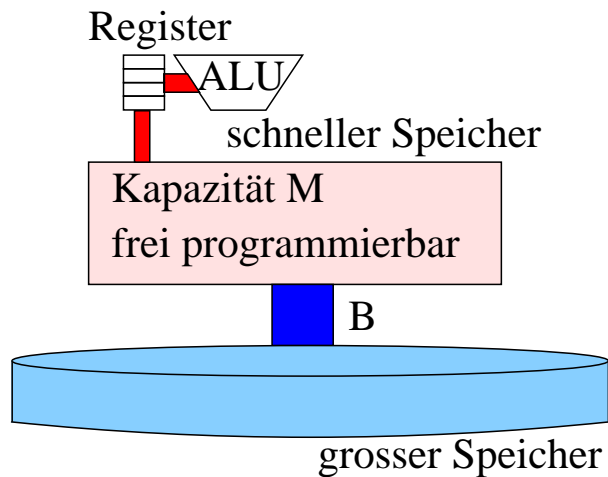 Register
ALU
schneller Speicher
Kapazität M
frei programmierbar
B
grosser Speicher